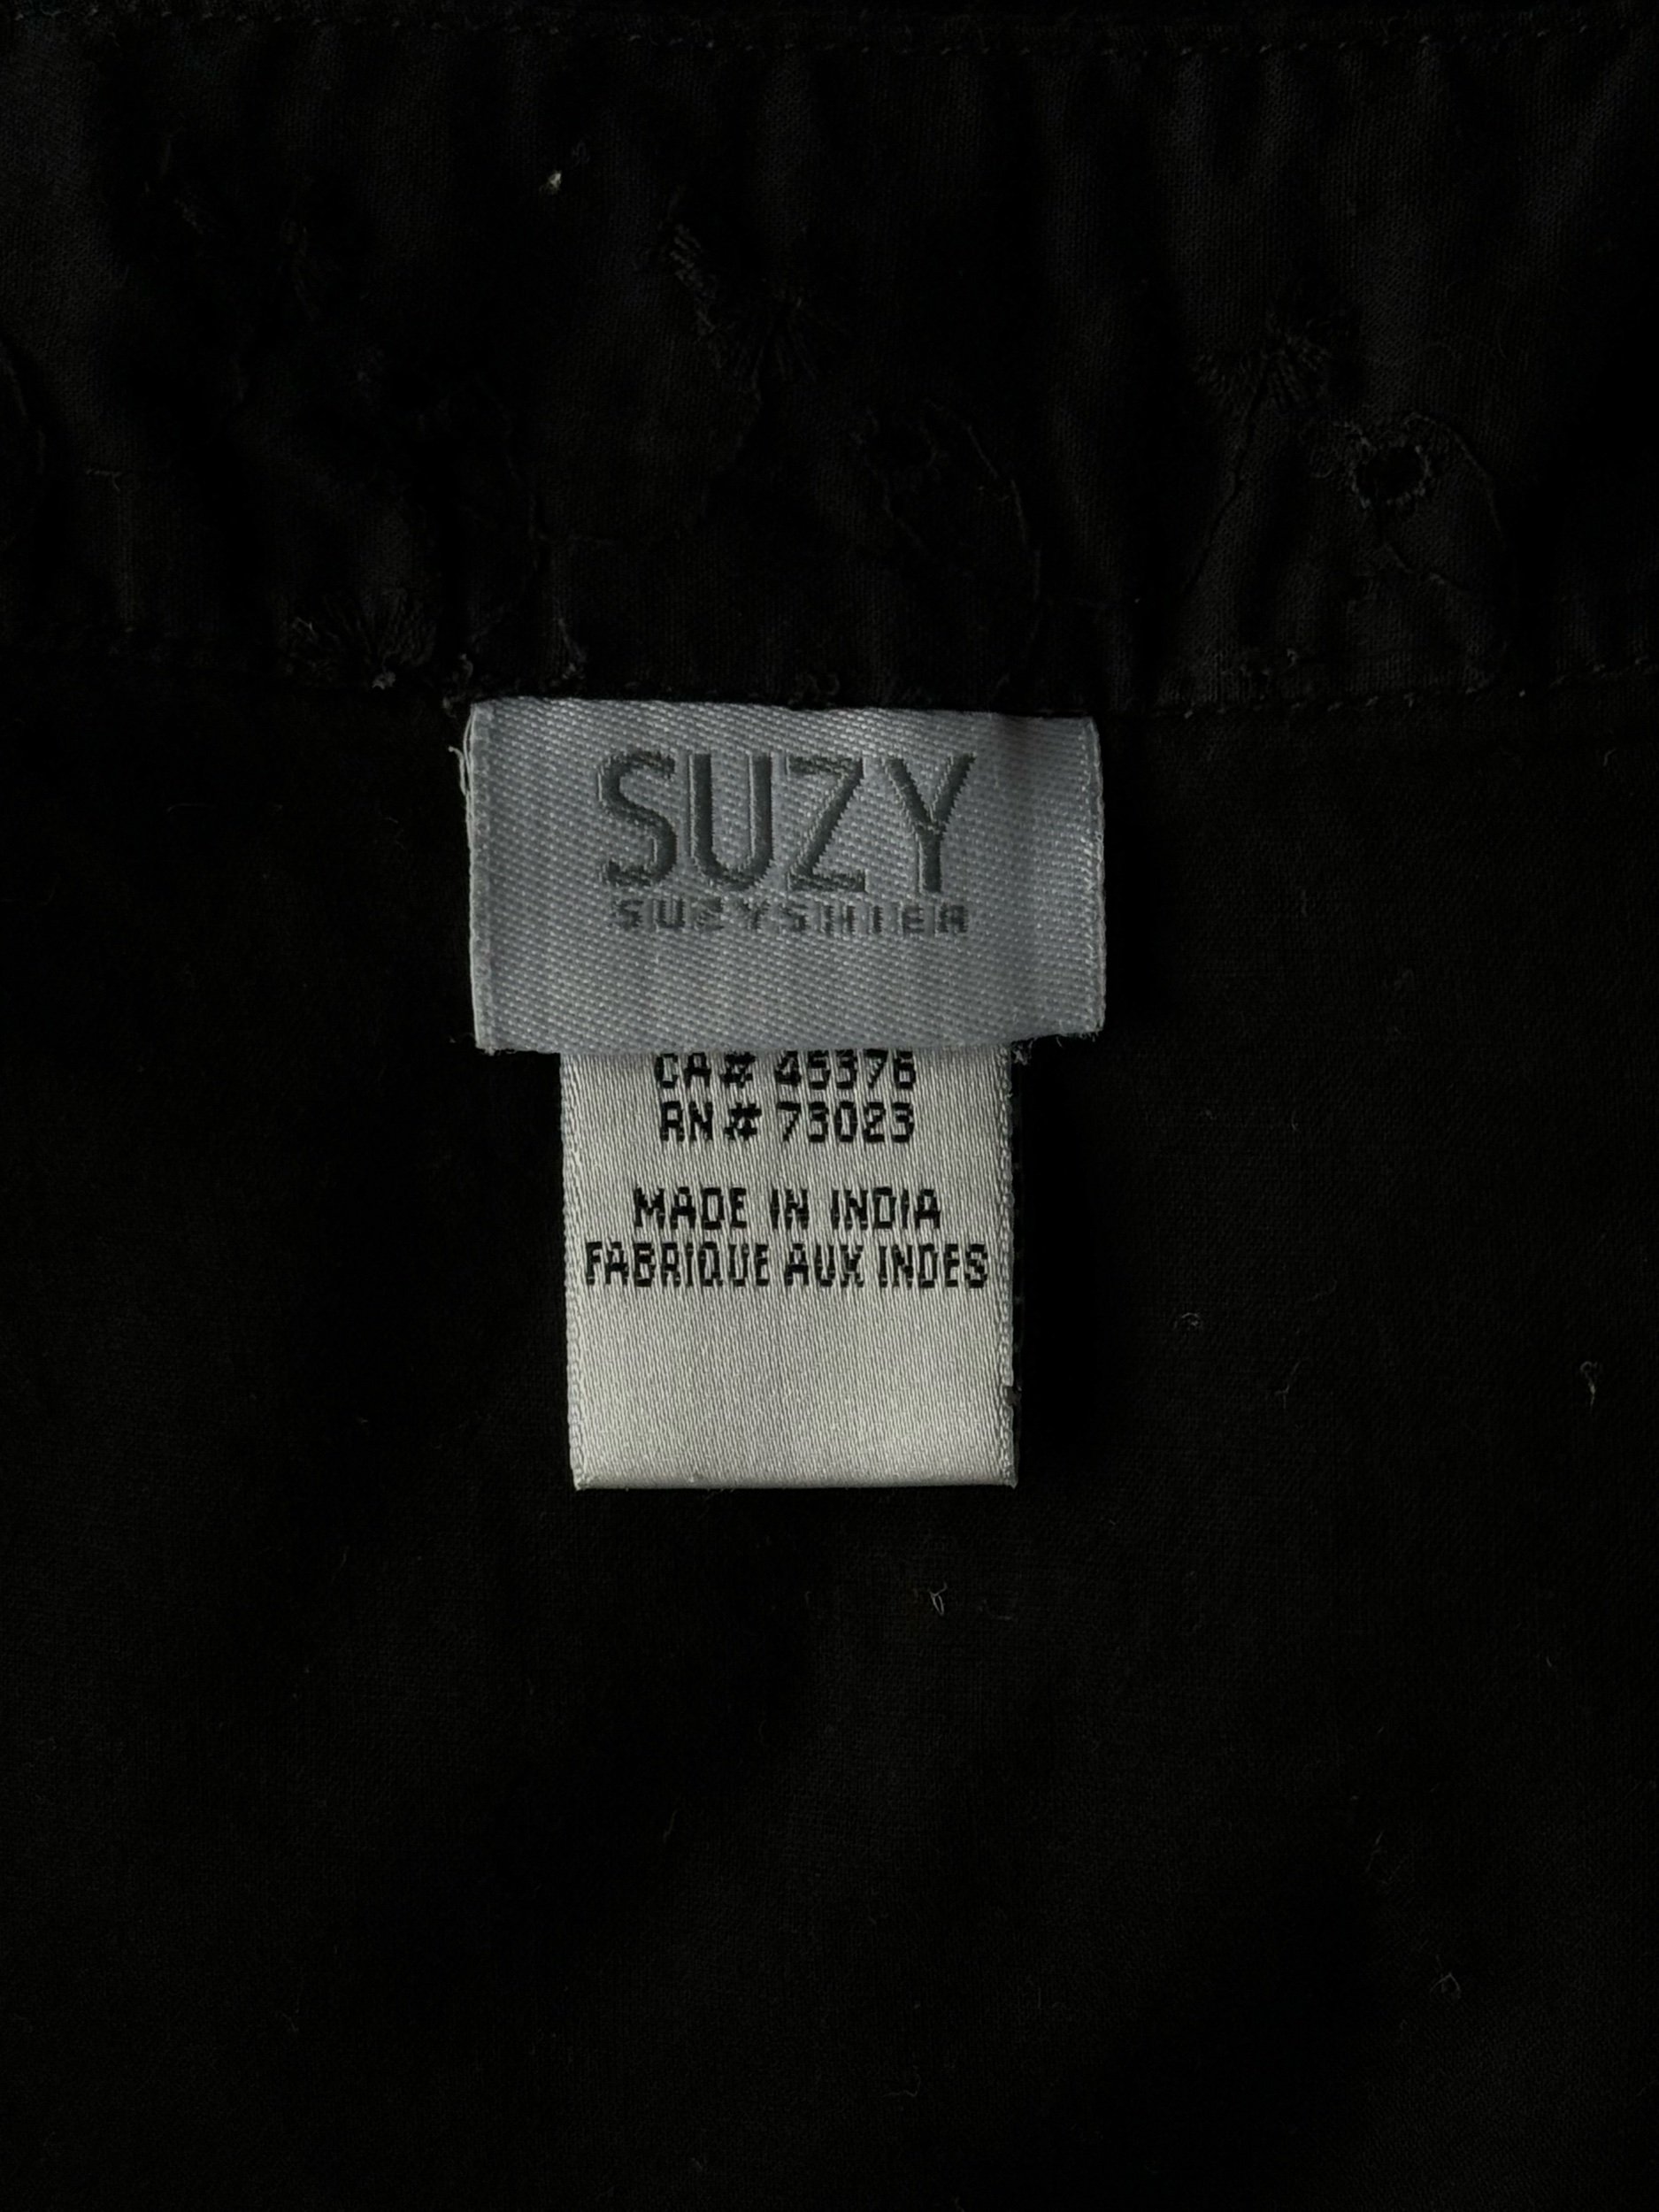 SUZY
SUZYSHIER
CA# 45376
RN# 73023
MADE IN INDIA
FABRIQUE AUX INDES